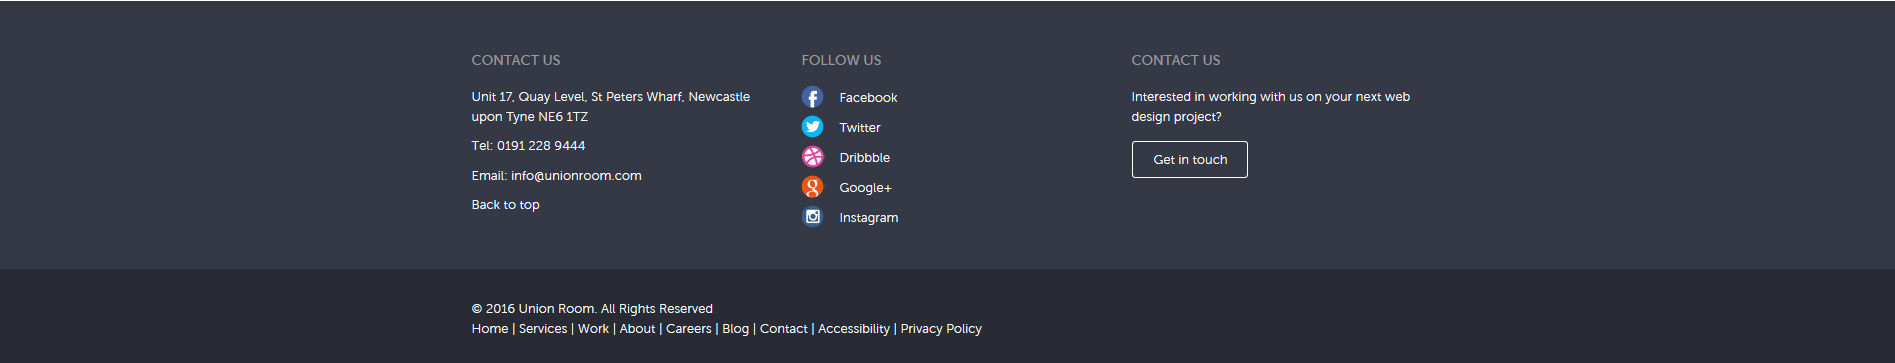 CONTACT US
Unit 17, Quay Level, St Peters Wharf, Newcastle
upon Tyne NE6 1TZ
Tel: 0191 228 9444
Email: info@unionroom.com
Back to top
FOLLOW US
Facebook
Twitter
Dribbble
Google+
Instagram
CONTACT US
Interested in working with us on your next web
design project?
Get in touch
© 2016 Union Room. All Rights Reserved
Home | Services | Work | About | Careers | Blog | Contact | Accessibility | Privacy Policy